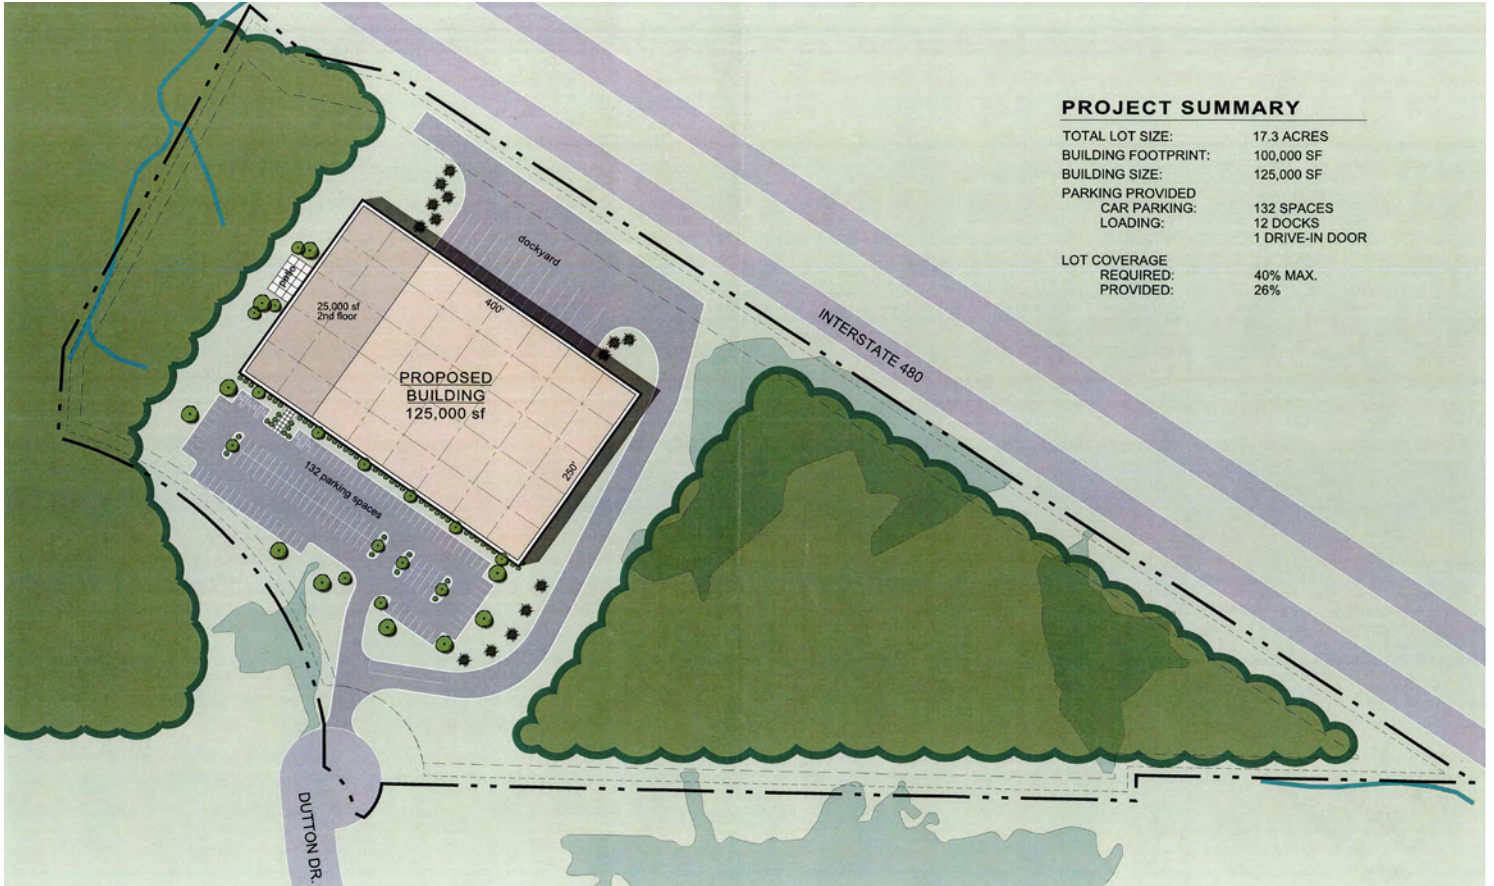 PROJECT SUMMARY
TOTAL LOT SIZE: 17.3 ACRES
BUILDING FOOTPRINT: 100,000 SF
BUILDING SIZE: 125,000 SF
PARKING PROVIDED
CAR PARKING: 132 SPACES
LOADING: 12 DOCKS
1 DRIVE-IN DOOR
LOT COVERAGE
REQUIRED: 40% MAX.
PROVIDED: 26%
dockyard
patio
25,000 sf
2nd floor
400'
INTERSTATE 480
PROPOSED
BUILDING
125,000 sf
250'
132 parking spaces
DUTTON DR.